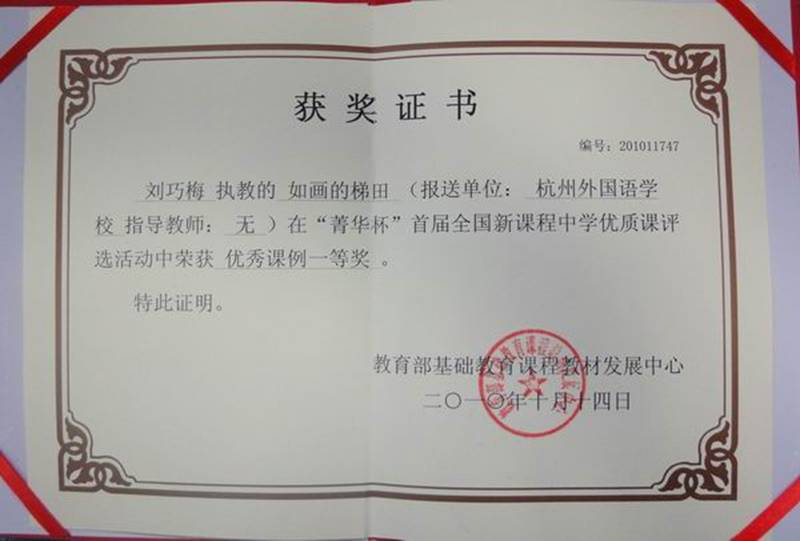 获奖证书
编号：201011747
刘巧梅 执教的 如画的梯田 （报送单位： 杭州外国语学
校 指导教师： 无 ）在“菁华杯”首届全国新课程中学优质课评
选活动中荣获 优秀课例一等奖 。
特此证明。
教育部基础教育课程教材发展中心
二〇一〇年十月十四日